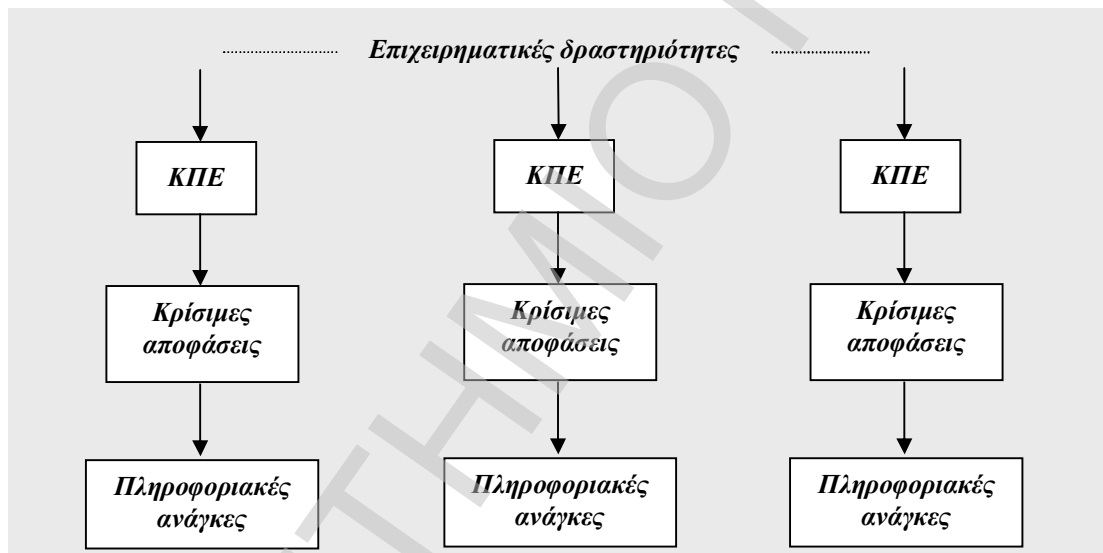 Επιχειρηματικές δραστηριότητες
ΚΠΕ ΚΠΕ ΚΠΕ
Κρίσιμες Κρίσιμες Κρίσιμες
αποφάσεις αποφάσεις αποφάσεις
Πληροφοριακές Πληροφοριακές Πληροφοριακές
ανάγκες ανάγκες ανάγκες